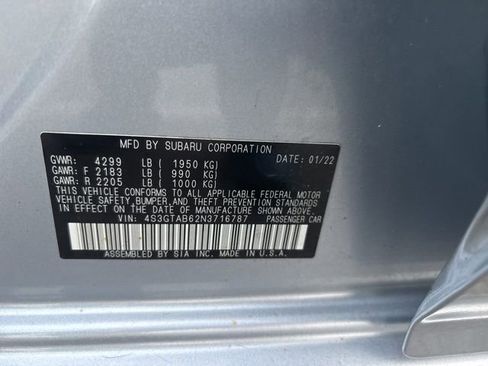 MFD BY SUBARU CORPORATION
GVWR: 4299 LB ( 1950 KG) DATE: 01/22
GAWR: F 2183 LB ( 990 KG)
GAWR: R 2205 LB ( 1000 KG)
THIS VEHICLE CONFORMS TO ALL APPLICABLE FEDERAL MOTOR
VEHICLE SAFETY, BUMPER, AND THEFT PREVENTION STANDARDS
IN EFFECT ON THE DATE OF MANUFACTURE SHOWN ABOVE.
VIN: 4S3GTAB62N3716787 PASSENGER CAR
ASSEMBLED BY SIA INC. MADE IN U.S.A.